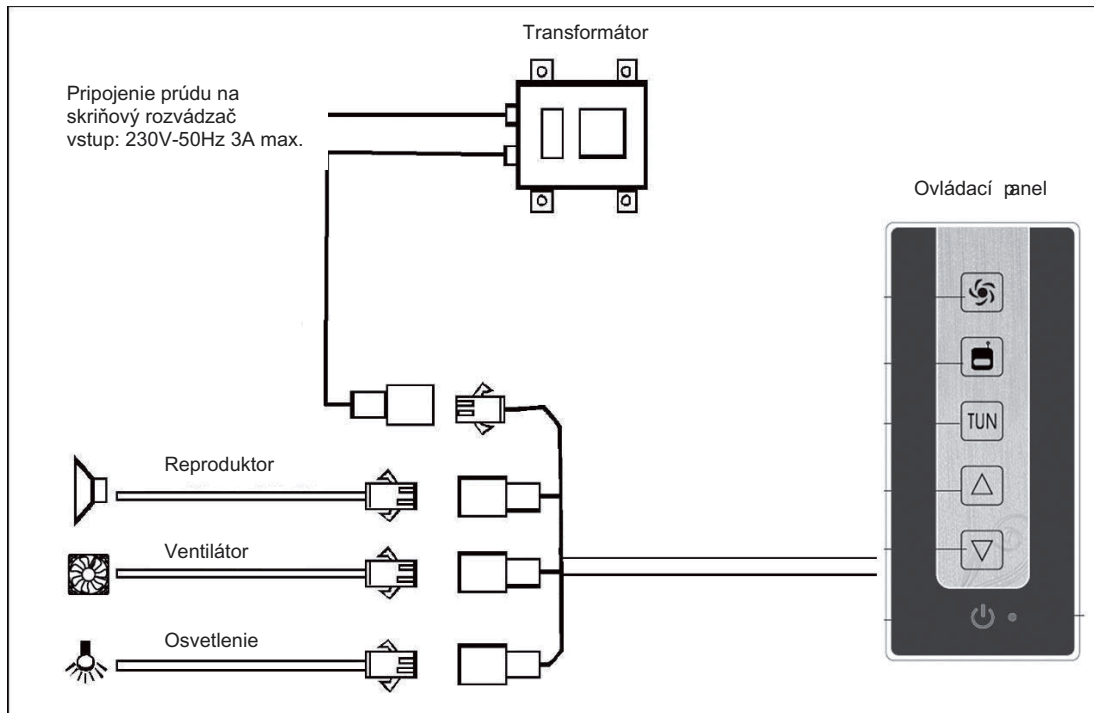 Transformátor
Pripojenie prúdu na
skriňový rozvádzač
vstup: 230V-50Hz 3A max.
Ovládací panel
TUN
Reproduktor
Ventilátor
Osvetlenie